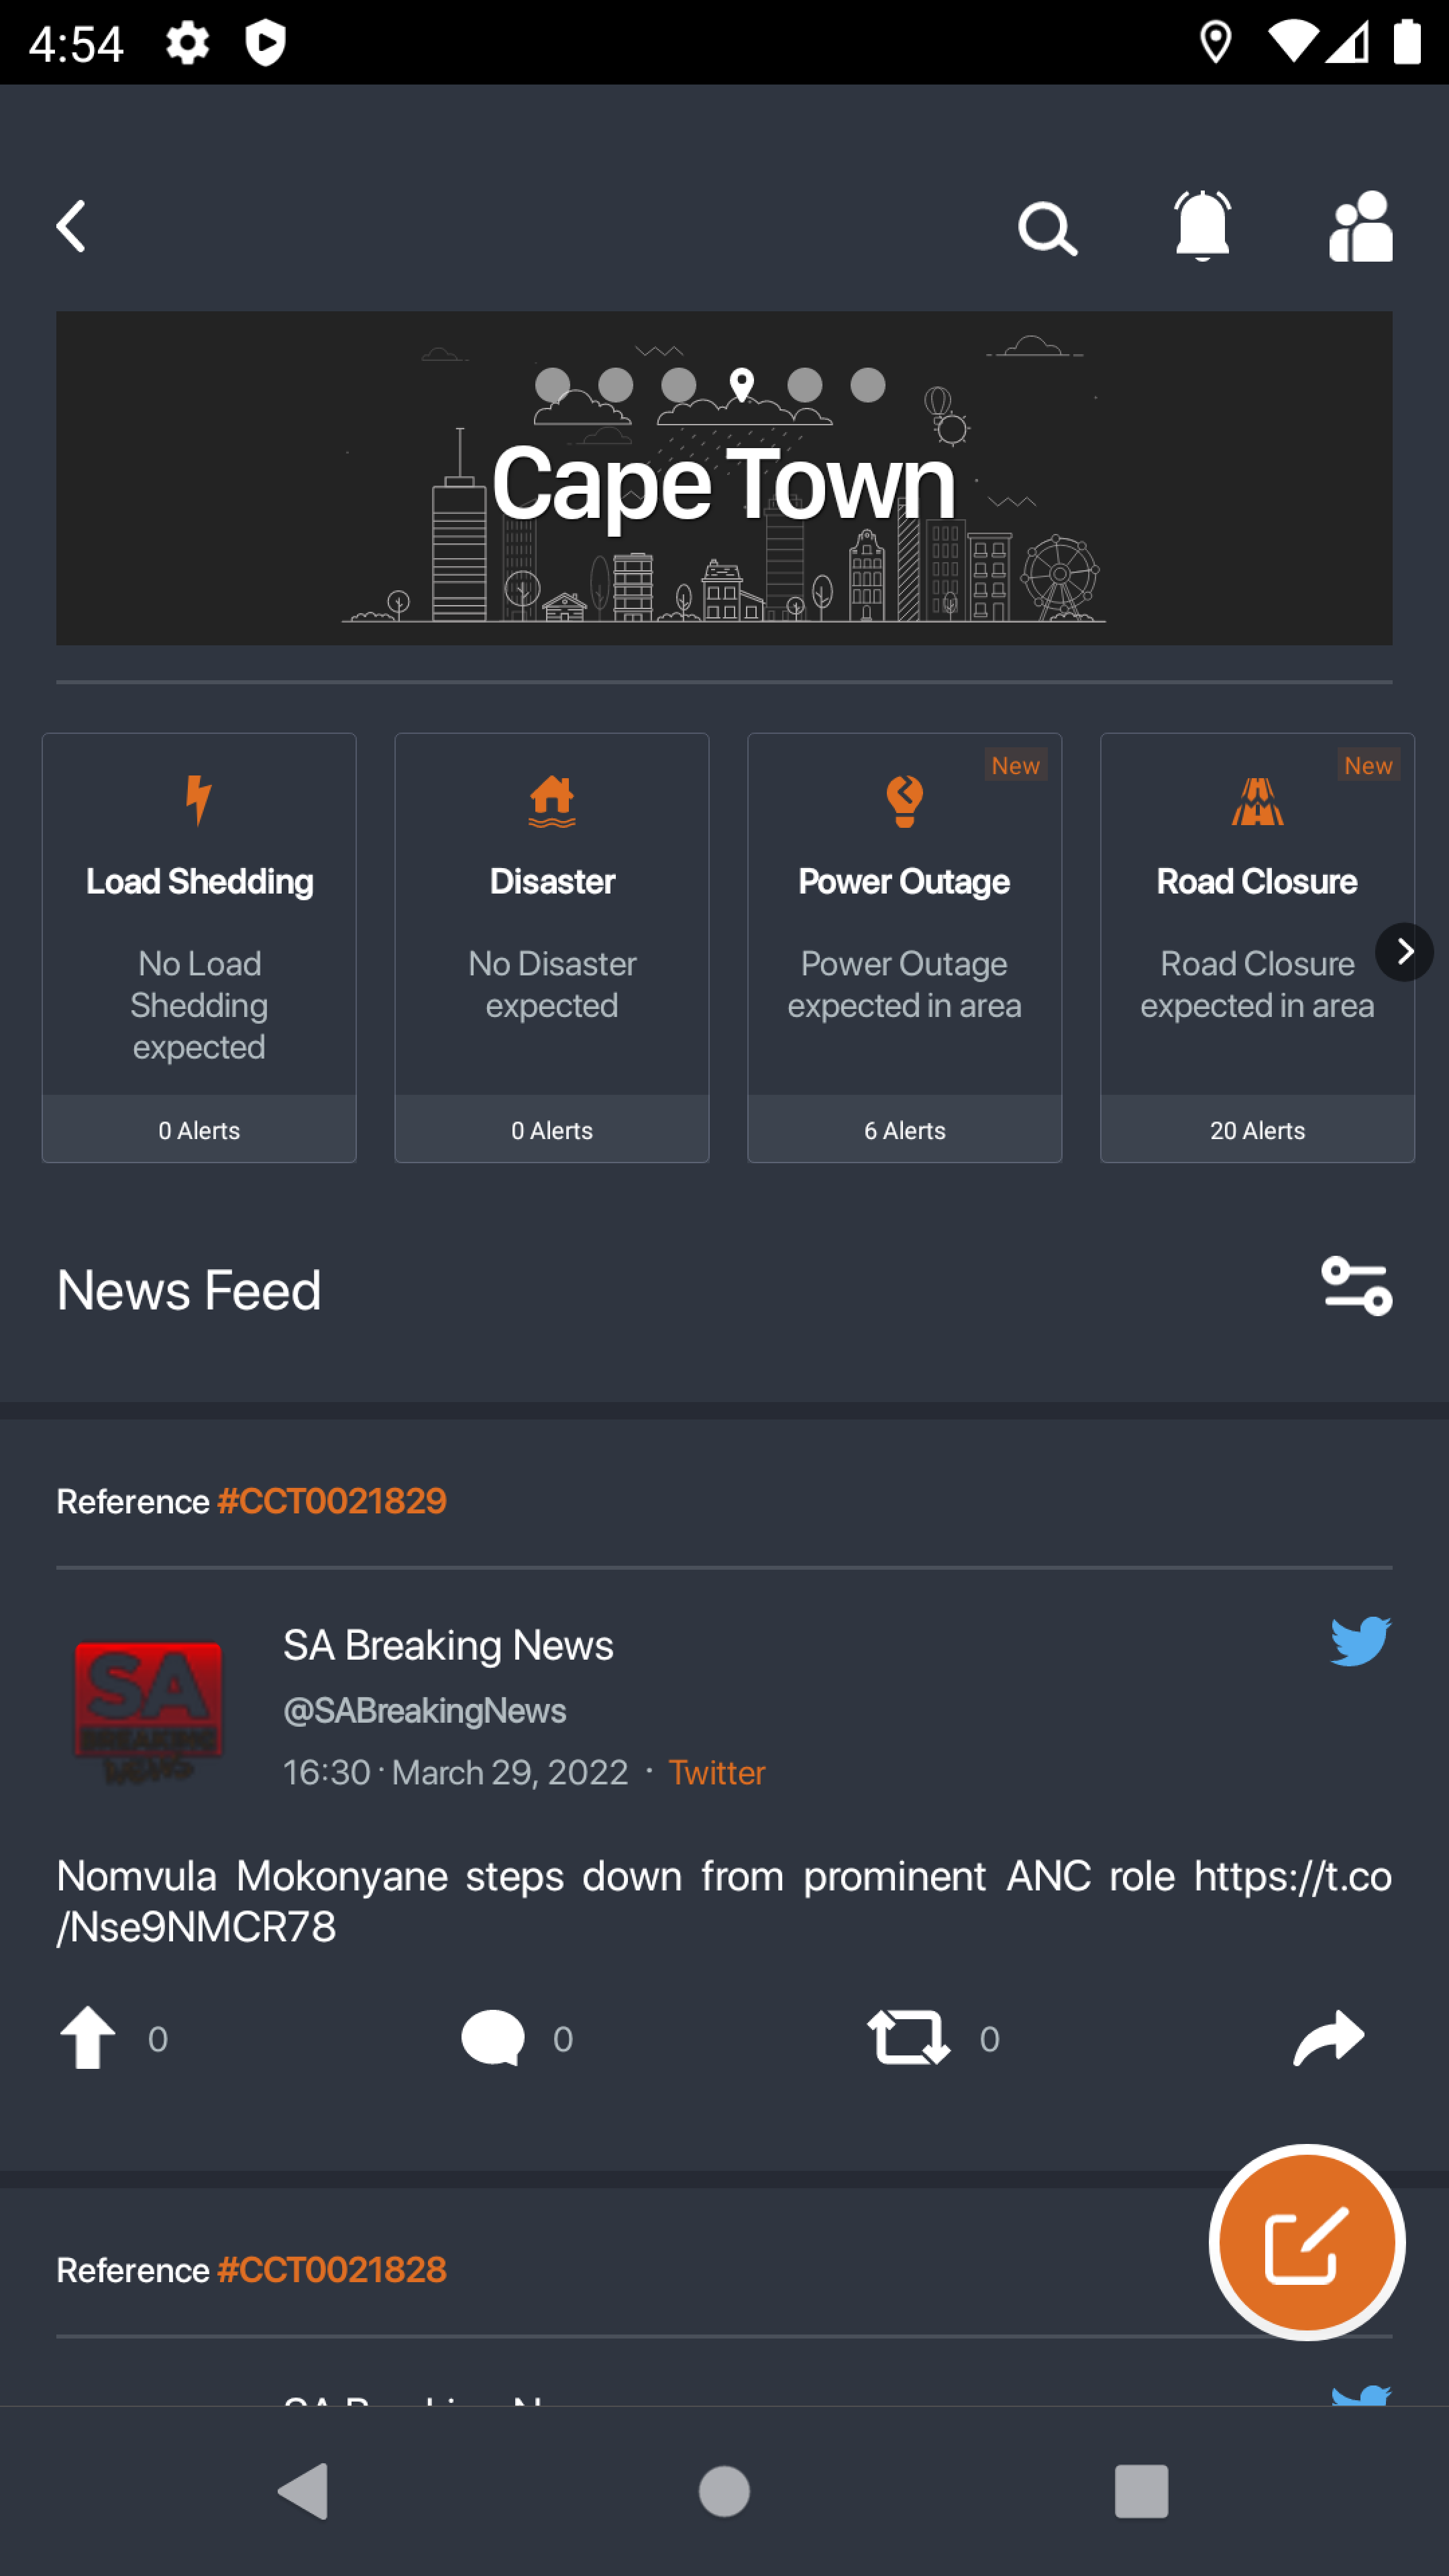 4:54
Cape Town
New
New
Load Shedding
Disaster
Power Outage
Road Closure
No Load
Shedding
expected
No Disaster
expected
Power Outage
expected in area
Road Closure
expected in area
0 Alerts
0 Alerts
6 Alerts
20 Alerts
News Feed
Reference #CCT0021829
SA
BREAKING
NEWS
SA Breaking News
@SABreakingNews
16:30 · March 29, 2022 · Twitter
Nomvula Mokonyane steps down from prominent ANC role https://t.co
/Nse9NMCR78
0
0
0
Reference #CCT0021828